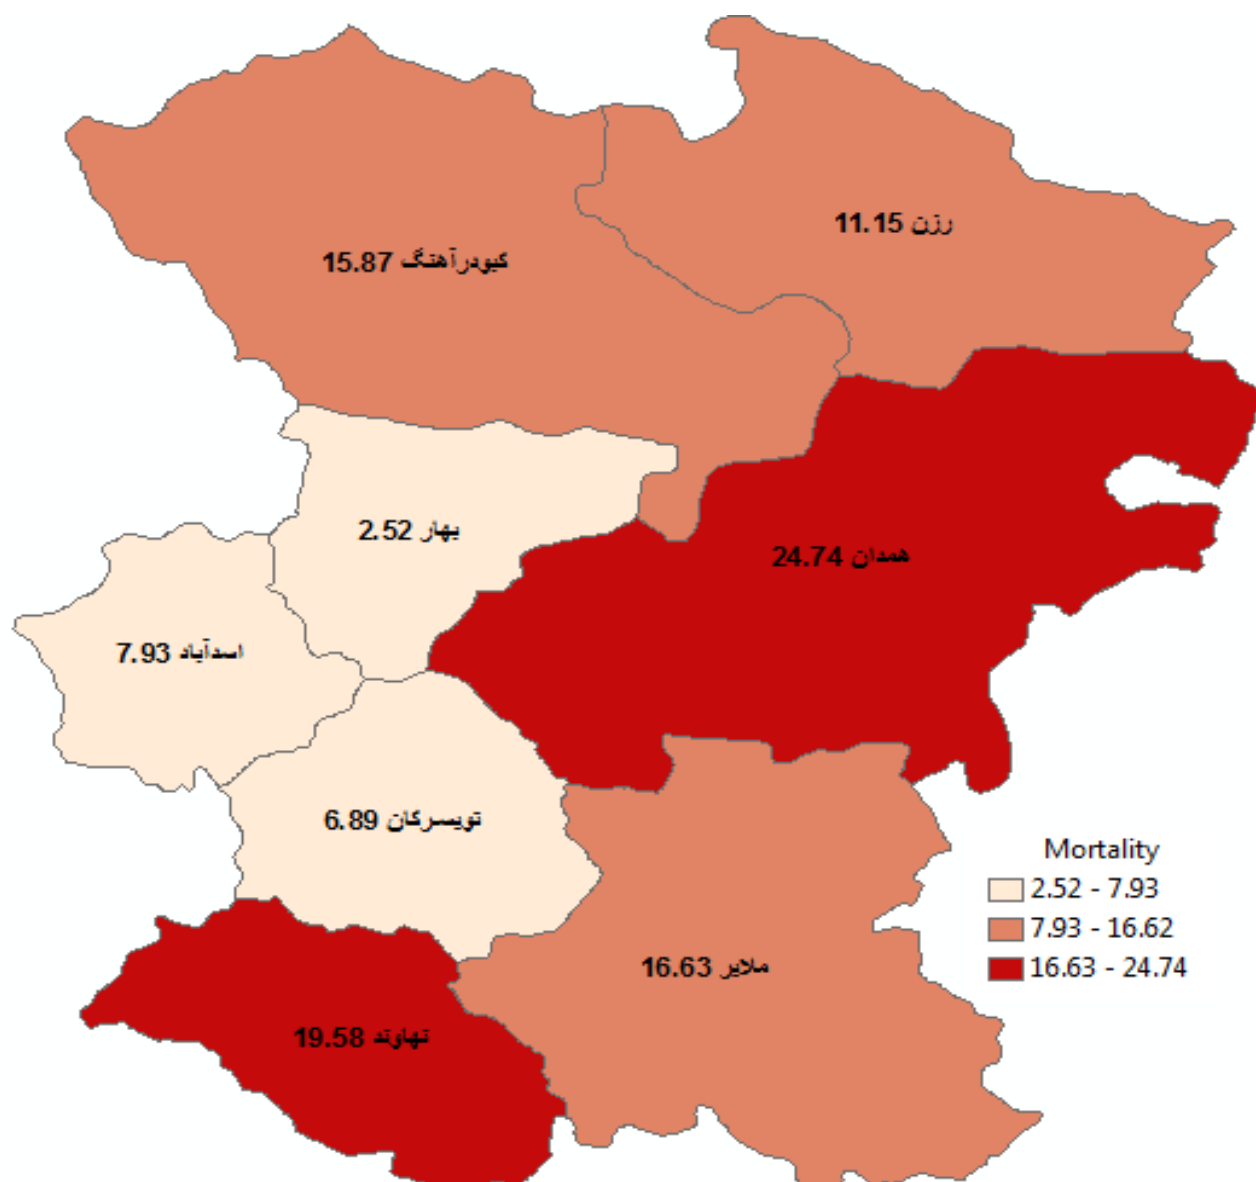 رزن 11.15
کبودرآهنگ 15.87
بهار 2.52
همدان 24.74
اسدآباد 7.93
تویسرکان 6.89
ملایر 16.63
نهاوند 19.58
Mortality
2.52 - 7.93
7.93 - 16.62
16.63 - 24.74